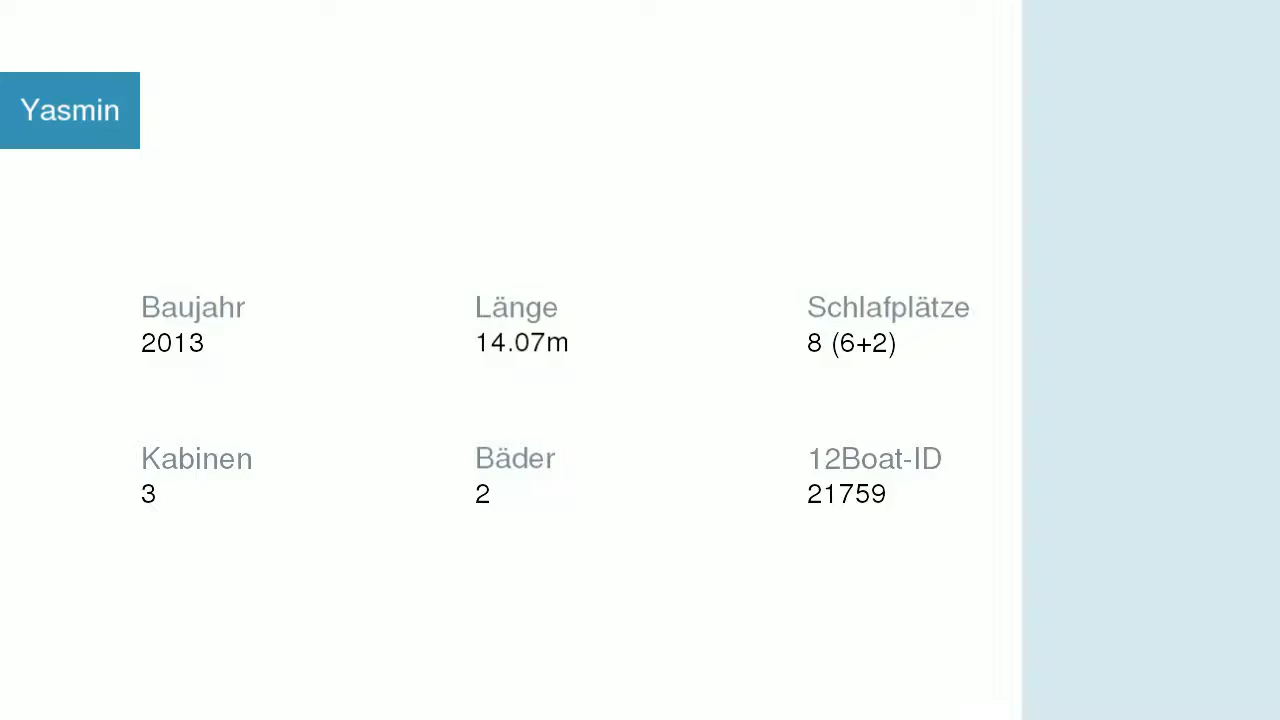 Yasmin
Baujahr
2013
Länge
14.07m
Schlafplätze
8 (6+2)
Kabinen
3
Bäder
2
12Boat-ID
21759